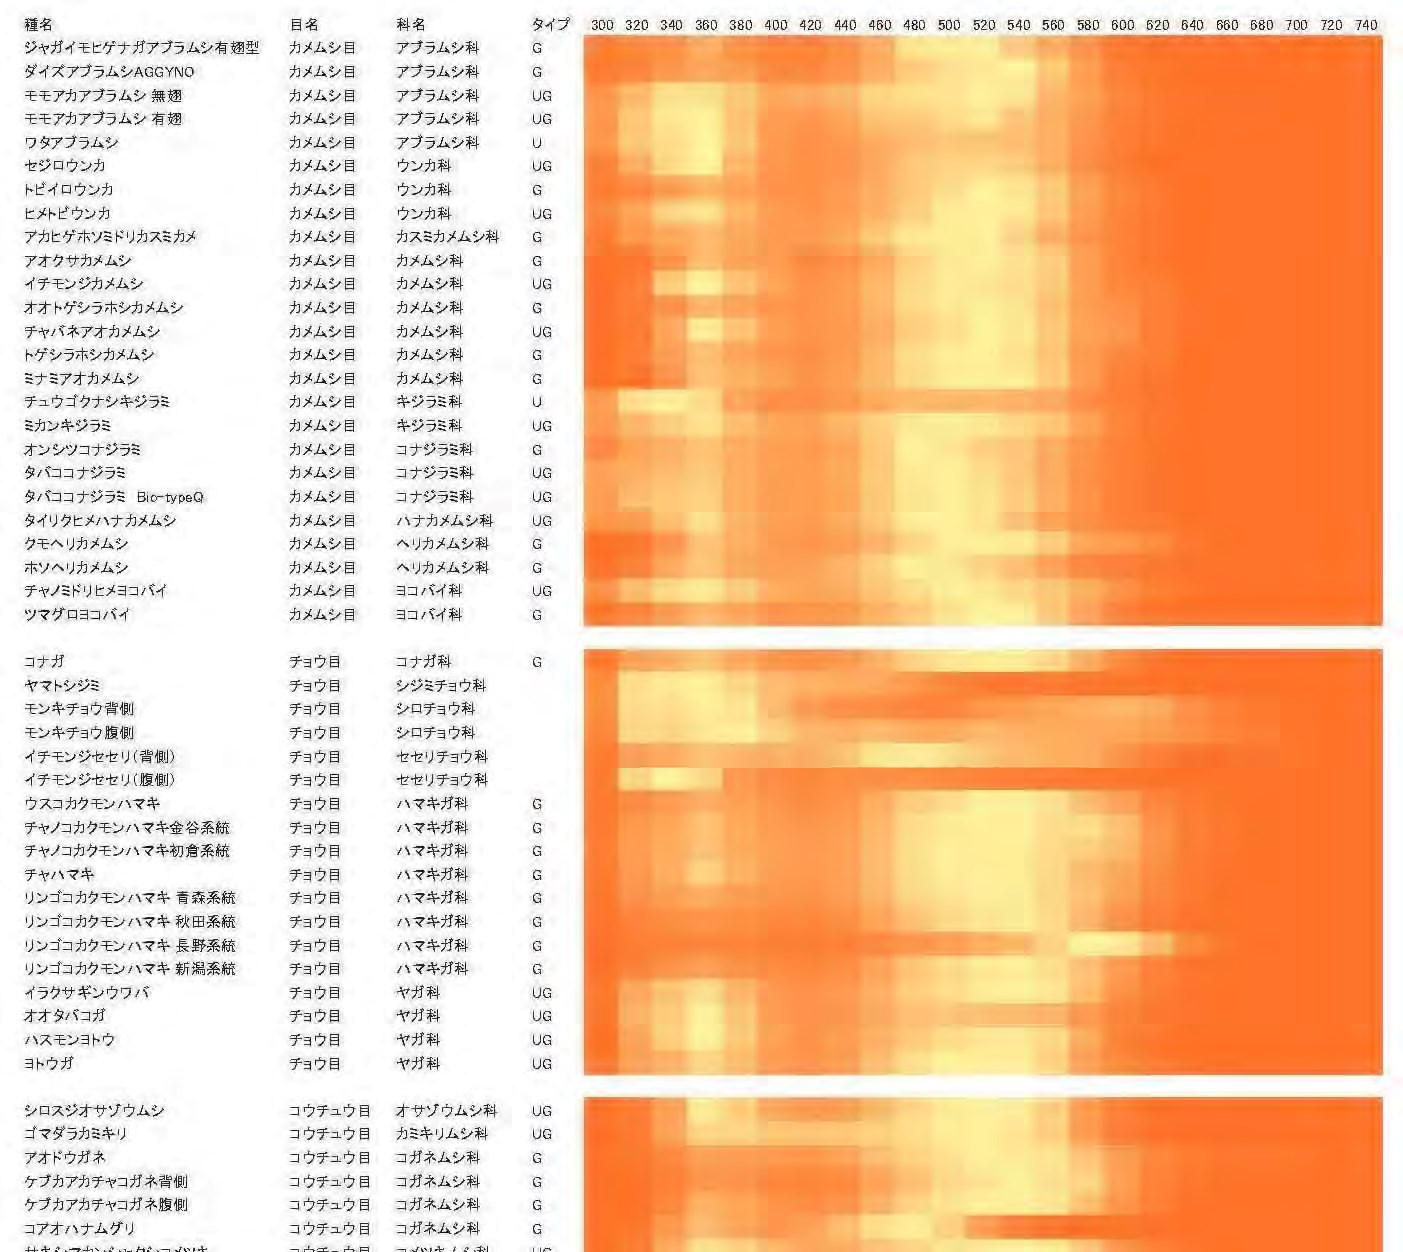 種名 目名 科名 タイプ 300 320 340 360 380 400 420 440 460 480 500 520 540 560 580 600 620 640 660 680 700 720 740
ジャガイモヒゲナガアブラムシ有翅型 カメムシ目 アブラムシ科 G
ダイズアブラムシAGGYNO カメムシ目 アブラムシ科 G
モモアカアブラムシ 無翅 カメムシ目 アブラムシ科 UG
モモアカアブラムシ 有翅 カメムシ目 アブラムシ科 UG
ワタアブラムシ カメムシ目 アブラムシ科 U
セジロウンカ カメムシ目 ウンカ科 UG
トビイロウンカ カメムシ目 ウンカ科 G
ヒメトビウンカ カメムシ目 ウンカ科 UG
アカヒゲホソミドリカスミカメ カメムシ目 カスミカメムシ科 G
アオクサカメムシ カメムシ目 カメムシ科 G
イチモンジカメムシ カメムシ目 カメムシ科 UG
オオトゲシラホシカメムシ カメムシ目 カメムシ科 G
チャバネアオカメムシ カメムシ目 カメムシ科 UG
トゲシラホシカメムシ カメムシ目 カメムシ科 G
ミナミアオカメムシ カメムシ目 カメムシ科 G
チュウゴクナシキジラミ カメムシ目 キジラミ科 U
ミカンキジラミ カメムシ目 キジラミ科 UG
オンシツコナジラミ カメムシ目 コナジラミ科 G
タバココナジラミ カメムシ目 コナジラミ科 UG
タバココナジラミ Bio-typeQ カメムシ目 コナジラミ科 UG
タイリクヒメハナカメムシ カメムシ目 ハナカメムシ科 UG
クモヘリカメムシ カメムシ目 ヘリカメムシ科 G
ホソヘリカメムシ カメムシ目 ヘリカメムシ科 G
チャノミドリヒメヨコバイ カメムシ目 ヨコバイ科 UG
ツマグロヨコバイ カメムシ目 ヨコバイ科 G
コナガ チョウ目 コナガ科 G
ヤマトシジミ チョウ目 シジミチョウ科
モンキチョウ背側 チョウ目 シロチョウ科
モンキチョウ腹側 チョウ目 シロチョウ科
イチモンジセセリ(背側) チョウ目 セセリチョウ科
イチモンジセセリ(腹側) チョウ目 セセリチョウ科
ウスコカクモンハマキ チョウ目 ハマキガ科 G
チャノコカクモンハマキ金谷系統 チョウ目 ハマキガ科 G
チャノコカクモンハマキ初倉系統 チョウ目 ハマキガ科 G
チャハマキ チョウ目 ハマキガ科 G
リンゴコカクモンハマキ 青森系統 チョウ目 ハマキガ科 G
リンゴコカクモンハマキ 秋田系統 チョウ目 ハマキガ科 G
リンゴコカクモンハマキ 長野系統 チョウ目 ハマキガ科 G
リンゴコカクモンハマキ 新潟系統 チョウ目 ハマキガ科 G
イラクサギンウワバ チョウ目 ヤガ科 UG
オオタバコガ チョウ目 ヤガ科 UG
ハスモンヨトウ チョウ目 ヤガ科 UG
ヨトウガ チョウ目 ヤガ科 UG
シロスジオサゾウムシ コウチュウ目 オサゾウムシ科 UG
ゴマダラカミキリ コウチュウ目 カミキリムシ科 UG
アオドウガネ コウチュウ目 コガネムシ科 G
ケブカアカチャコガネ背側 コウチュウ目 コガネムシ科 G
ケブカアカチャコガネ腹側 コウチュウ目 コガネムシ科 G
コアオハナムグリ コウチュウ目 コガネムシ科 G